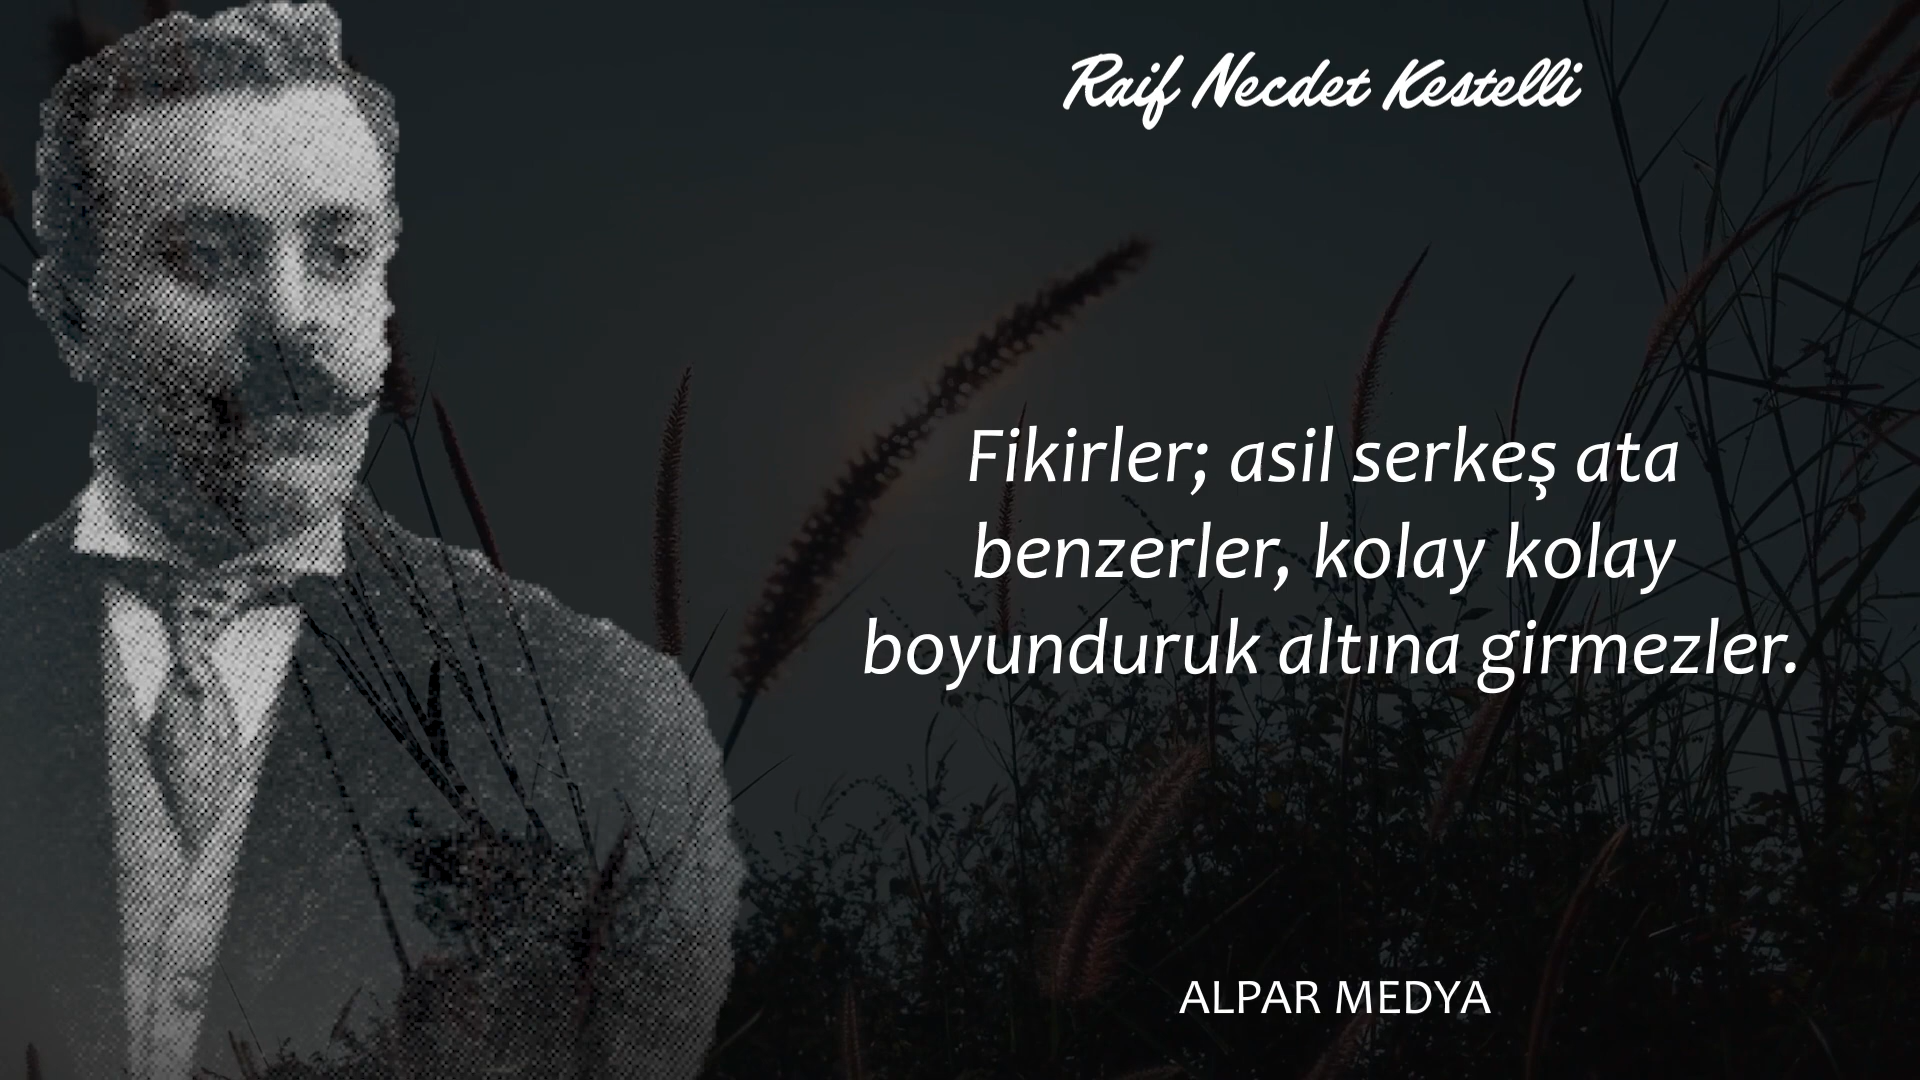 Raif Necdet Kestelli
Fikirler; asil serkeş ata
benzerler, kolay kolay
boyunduruk altına girmezler.
ALPAR MEDYA